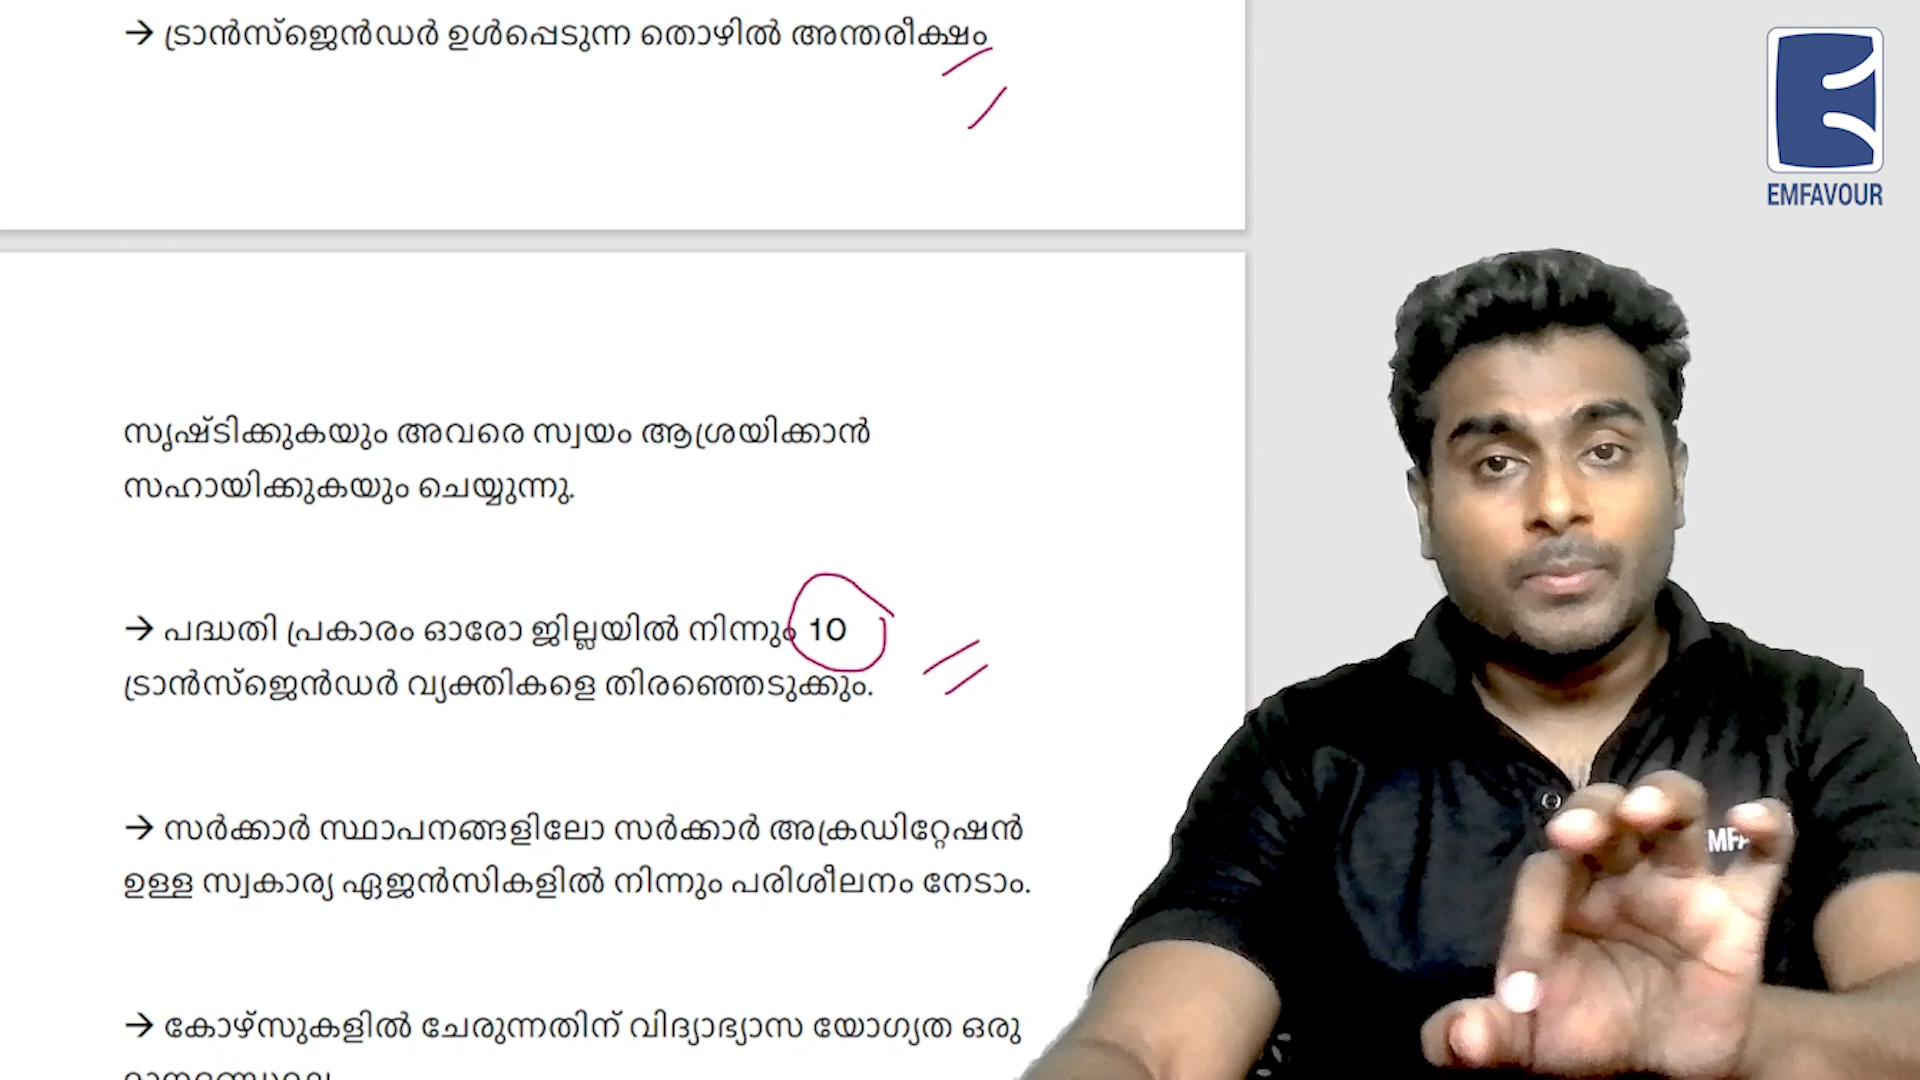 → ട്രാൻസ്ജെൻഡർ ഉൾപ്പെടുന്ന തൊഴിൽ അന്തരീക്ഷം
EMFAVOUR
സൃഷ്ടിക്കുകയും അവരെ സ്വയം ആശ്രയിക്കാൻ
സഹായിക്കുകയും ചെയ്യുന്നു.
→ പദ്ധതി പ്രകാരം ഓരോ ജില്ലയിൽ നിന്നും 10
ട്രാൻസ്ജെൻഡർ വ്യക്തികളെ തിരഞ്ഞെടുക്കും.
→ സർക്കാർ സ്ഥാപനങ്ങളിലോ സർക്കാർ അക്രഡിറ്റേഷൻ
ഉള്ള സ്വകാര്യ ഏജൻസികളിൽ നിന്നും പരിശീലനം നേടാം.
→ കോഴ്സുകളിൽ ചേരുന്നതിന് വിദ്യാഭ്യാസ യോഗ്യത ഒരു